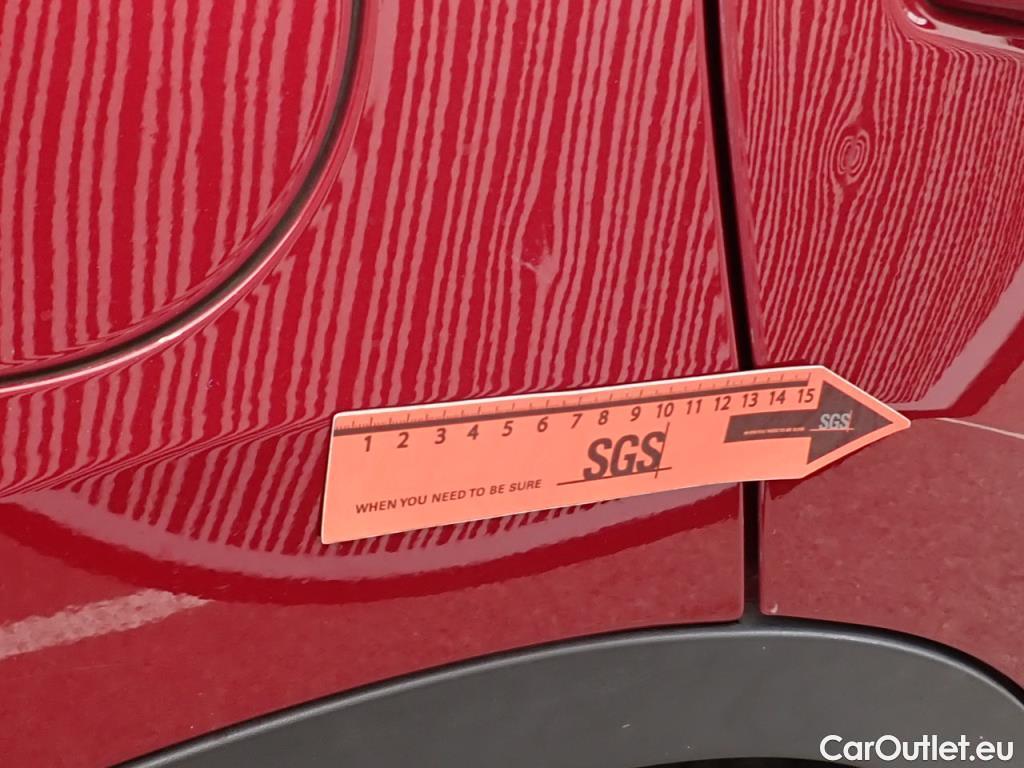 1 2 3 4 5 6 7 8 9 10 11 12 13 14 15
SGS
SGS
WHEN YOU NEED TO BE SURE
CarOutlet.eu